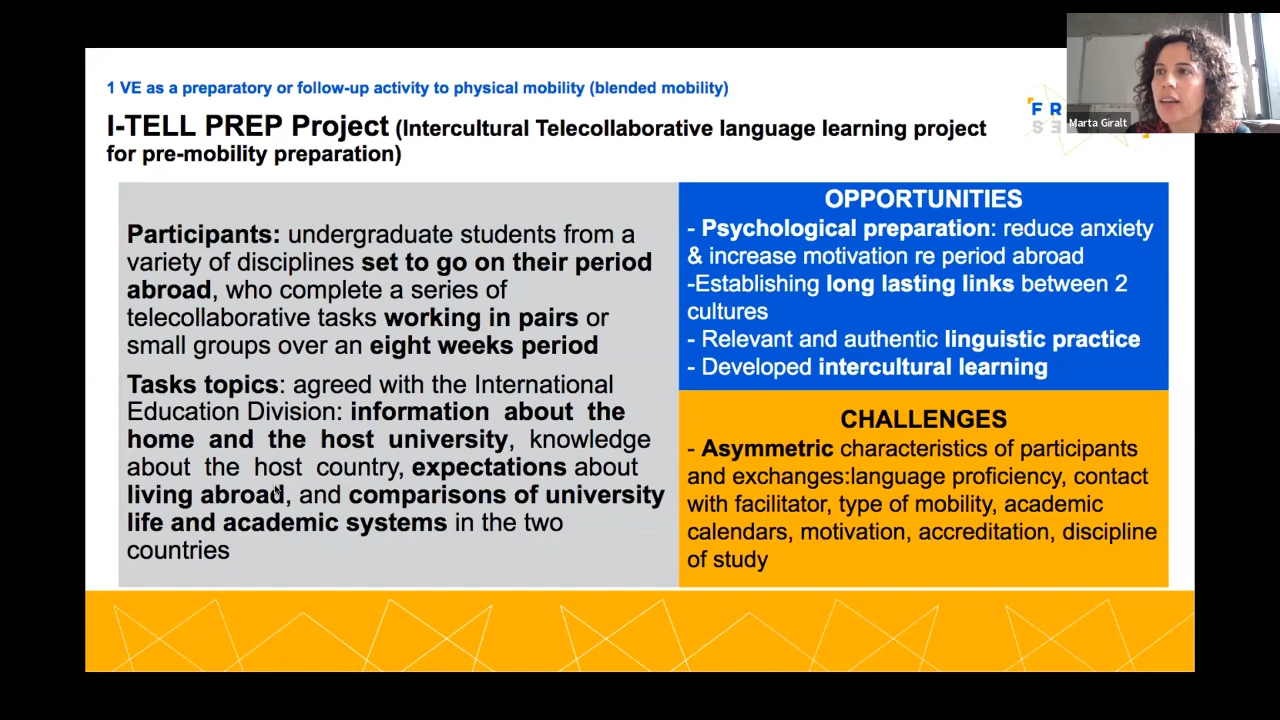 1 VE as a preparatory or follow-up activity to physical mobility (blended mobility)
I-TELL PREP Project (Intercultural Telecollaborative language learning project
for pre-mobility preparation)
FR
SE
Marta Giralt
Participants: undergraduate students from a
variety of disciplines set to go on their period
abroad, who complete a series of
telecollaborative tasks working in pairs or
small groups over an eight weeks period
Tasks topics: agreed with the International
Education Division: information about the
home and the host university, knowledge
about the host country, expectations about
living abroad, and comparisons of university
life and academic systems in the two
countries
OPPORTUNITIES
- Psychological preparation: reduce anxiety
& increase motivation re period abroad
-Establishing long lasting links between 2
cultures
- Relevant and authentic linguistic practice
- Developed intercultural learning
CHALLENGES
- Asymmetric characteristics of participants
and exchanges:language proficiency, contact
with facilitator, type of mobility, academic
calendars, motivation, accreditation, discipline
of study